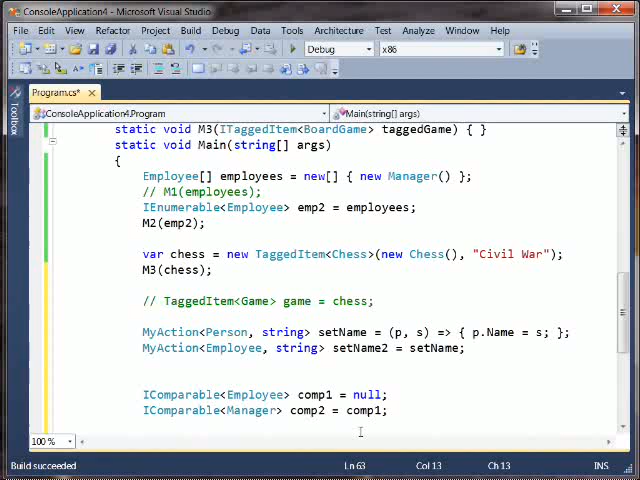 ConsoleApplication4 - Microsoft Visual Studio
File Edit View Refactor Project Build Debug Data Tools Architecture Test Analyze Window Help
Debug x86
Toolbox
Program.cs* ×
ConsoleApplication4.Program Main(string[] args)
static void M3(ITaggedItem<BoardGame> taggedGame) { }
static void Main(string[] args)
{
Employee[] employees = new[] { new Manager() };
// M1(employees);
IEnumerable<Employee> emp2 = employees;
M2(emp2);
var chess = new TaggedItem<Chess>(new Chess(), "Civil War");
M3(chess);
// TaggedItem<Game> game = chess;
MyAction<Person, string> setName = (p, s) => { p.Name = s; };
MyAction<Employee, string> setName2 = setName;
IComparable<Employee> comp1 = null;
IComparable<Manager> comp2 = comp1;
100 %
Build succeeded Ln 63 Col 13 Ch 13 INS